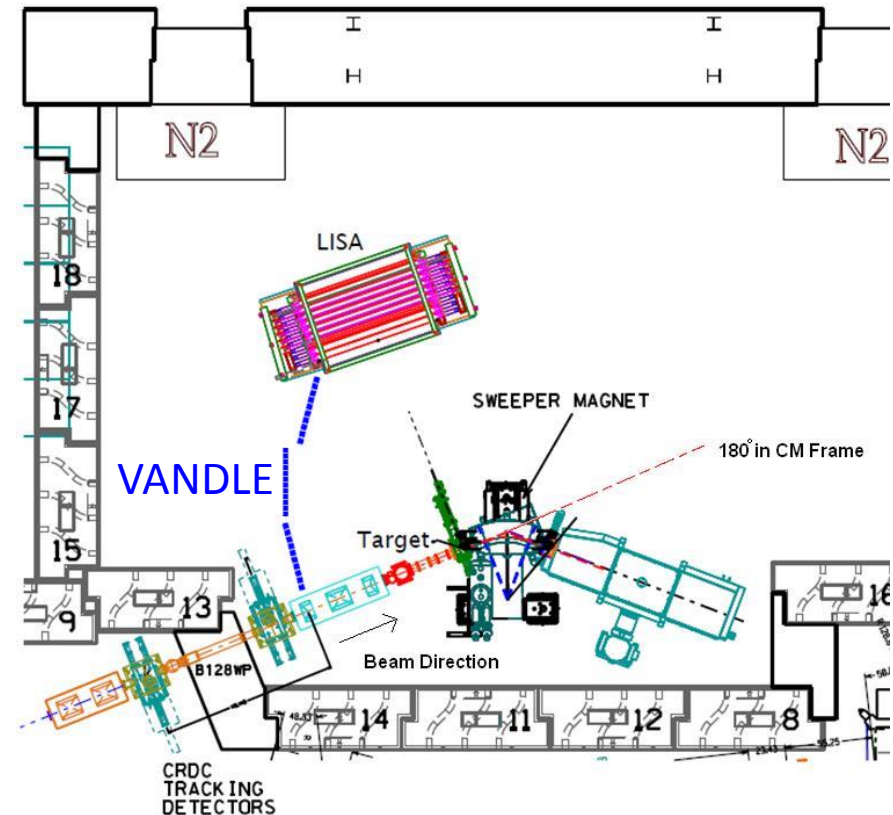 I
I
H
H
N2
N2
LISA
18
17
SWEEPER MAGNET
180° in CM Frame
VANDLE
15
Target
9
13
16
B128WP
Beam Direction
14
11
12
8
CRDC
TRACKING
DETECTORS